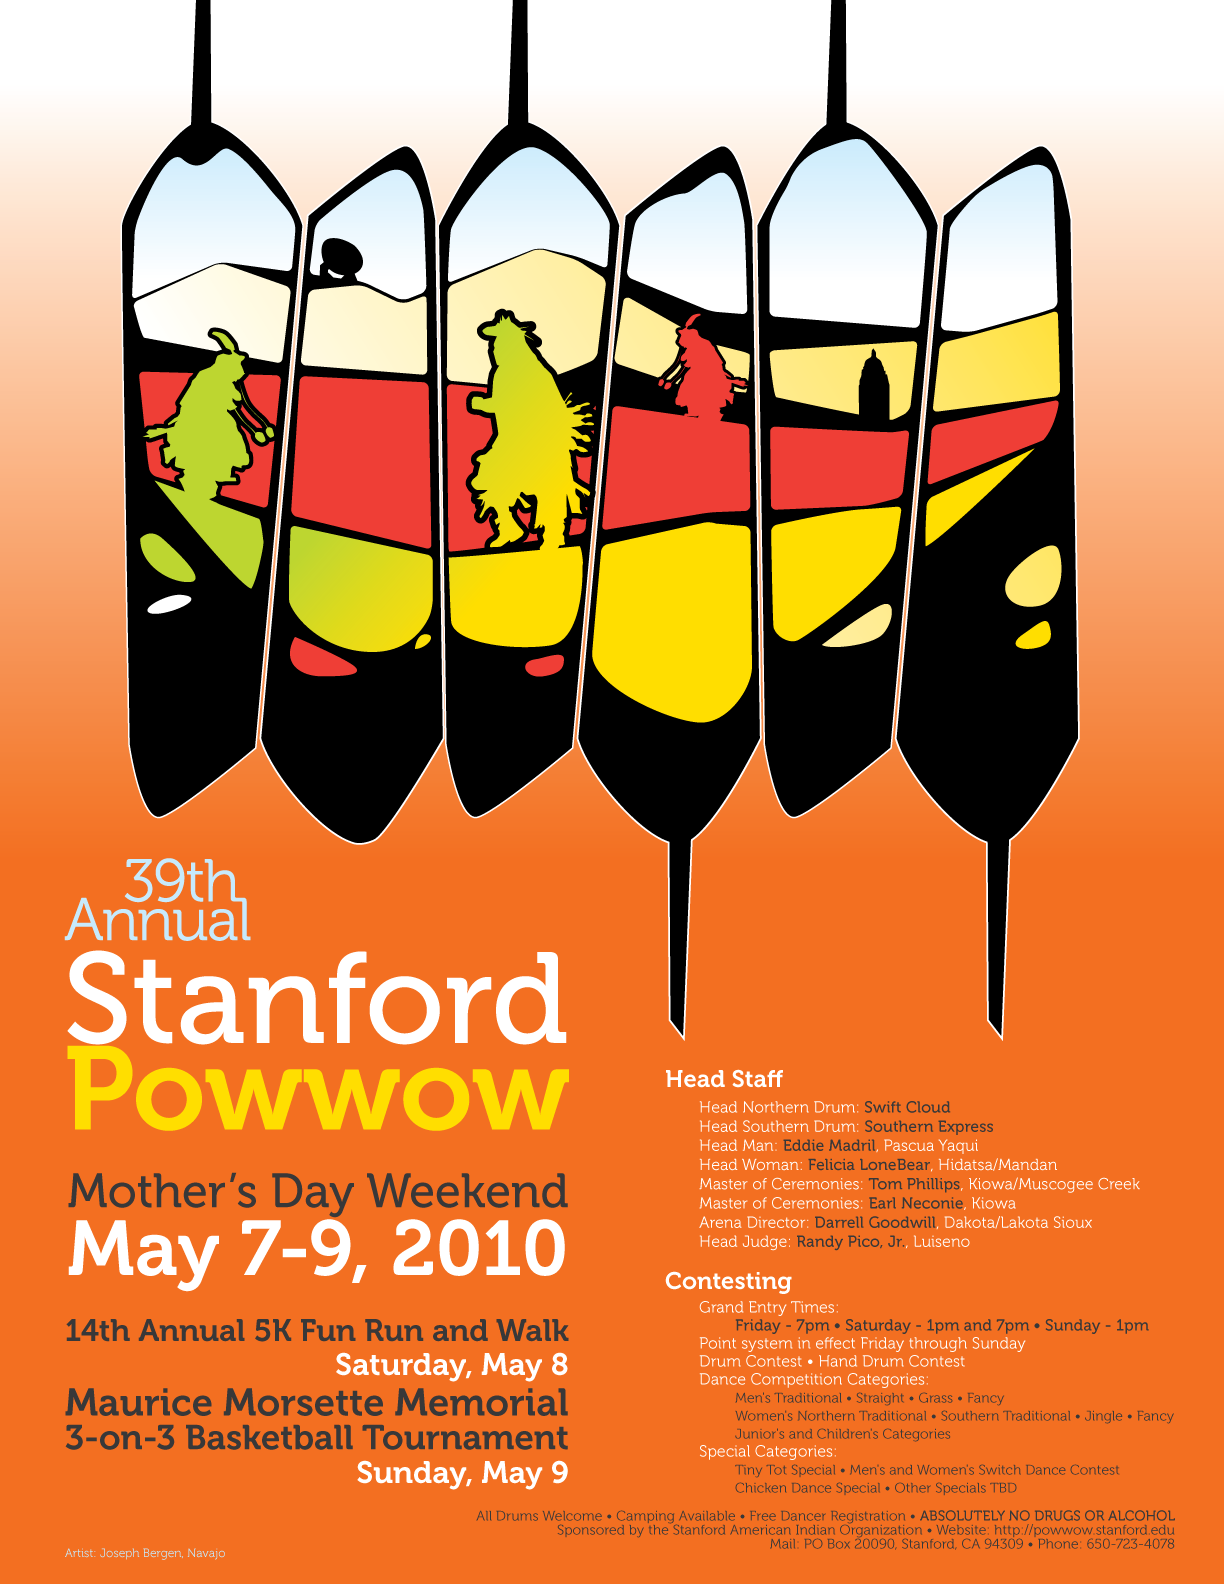 39th
Annual
Stanford
Powwow
Mother's Day Weekend
May 7-9, 2010
14th Annual 5K Fun Run and Walk
Saturday, May 8
Maurice Morsette Memorial
3-on-3 Basketball Tournament
Sunday, May 9
Head Staff
Head Northern Drum: Swift Cloud
Head Southern Drum: Southern Express
Head Man: Eddie Madril, Pascua Yaqui
Head Woman: Felicia LoneBear, Hidatsa/Mandan
Master of Ceremonies: Tom Phillips, Kiowa/Muscogee Creek
Master of Ceremonies: Earl Neconie, Kiowa
Arena Director: Darrell Goodwill, Dakota/Lakota Sioux
Head Judge: Randy Pico, Jr., Luiseno
Contesting
Grand Entry Times:
Friday - 7pm • Saturday - 1pm and 7pm • Sunday - 1pm
Point system in effect Friday through Sunday
Drum Contest • Hand Drum Contest
Dance Competition Categories:
Men's Traditional • Straight • Grass • Fancy
Women's Northern Traditional • Southern Traditional • Jingle • Fancy
Junior's and Children's Categories
Special Categories:
Tiny Tot Special • Men's and Women's Switch Dance Contest
Chicken Dance Special • Other Specials TBD
All Drums Welcome • Camping Available • Free Dancer Registration • ABSOLUTELY NO DRUGS OR ALCOHOL
Sponsored by the Stanford American Indian Organization • Website: http://powwow.stanford.edu
Mail: PO Box 20090, Stanford, CA 94309 • Phone: 650-723-4078
Artist: Joseph Bergen, Navajo